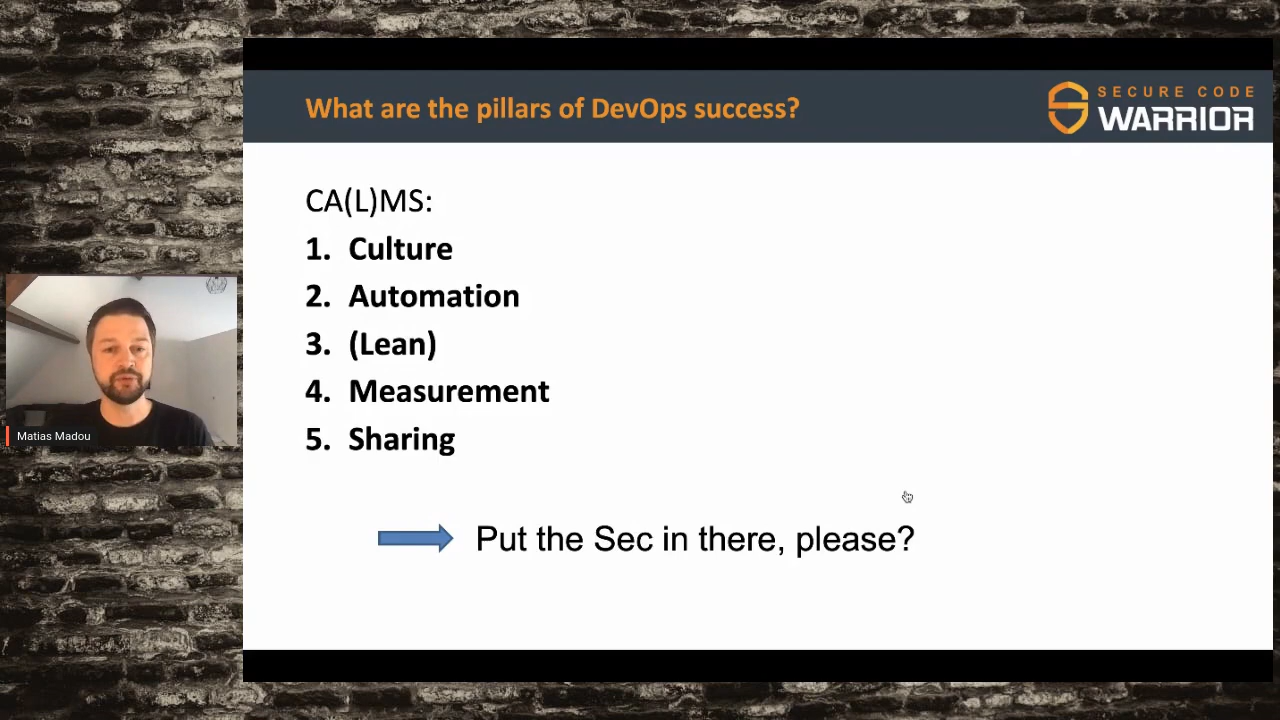 What are the pillars of DevOps success?
SECURE CODE
WARRIOR
CA(L)MS:
1. Culture
2. Automation
3. (Lean)
4. Measurement
5. Sharing
Matias Madou
Put the Sec in there, please?